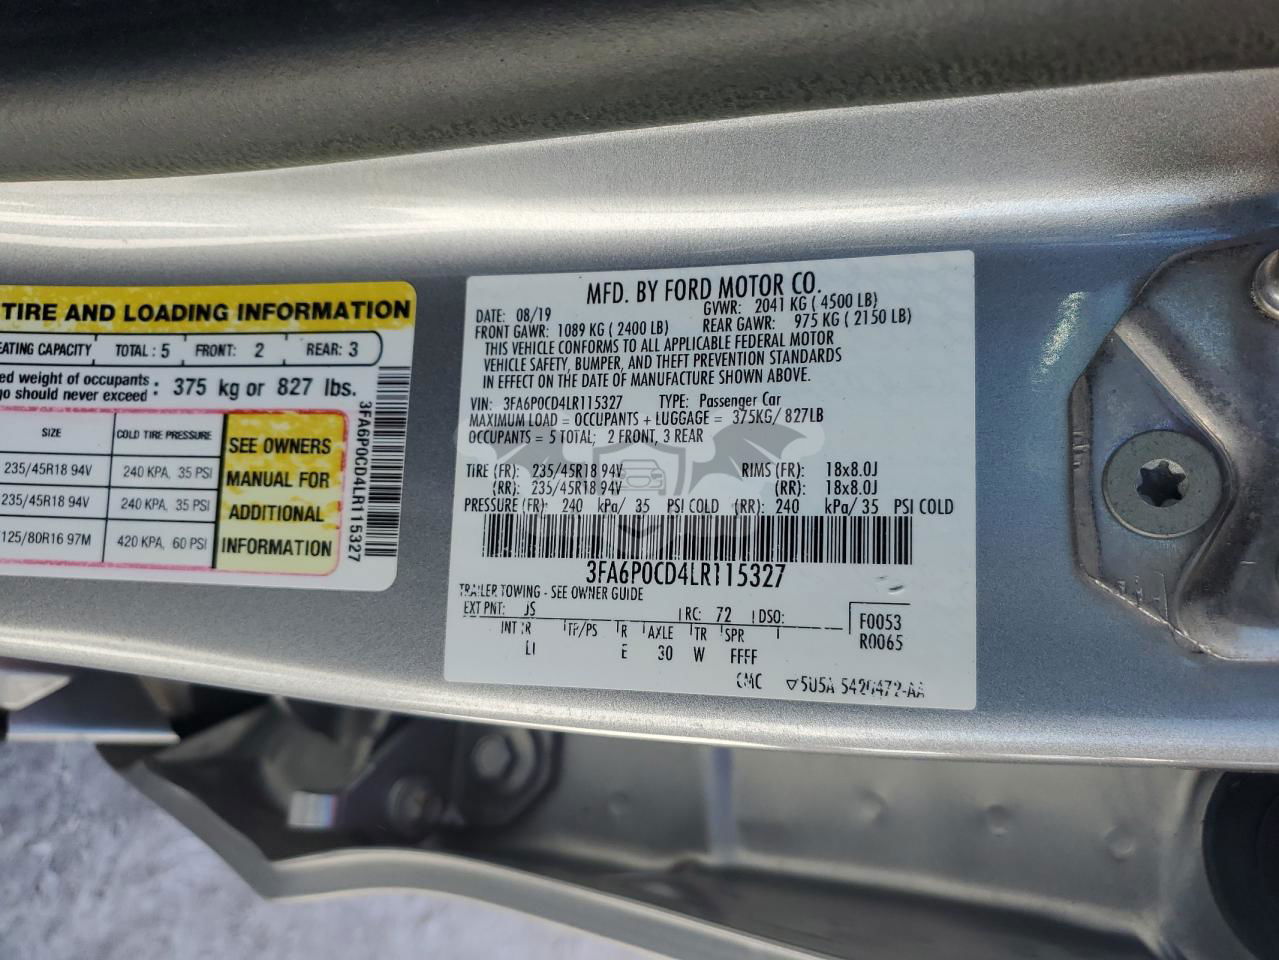 TIRE AND LOADING INFORMATION
EATING CAPACITY TOTAL : 5 FRONT: 2 REAR: 3
ed weight of occupants : 375 kg or 827 lbs.
go should never exceed
SIZE COLD TIRE PRESSURE
235/45R18 94V 240 KPA, 35 PSI
235/45R18 94V 240 KPA, 35 PSI
125/80R16 97M 420 KPA, 60 PSI
SEE OWNERS
MANUAL FOR
ADDITIONAL
INFORMATION
3FA6P0CD4LR115327
MFD. BY FORD MOTOR CO.
DATE: 08/19 GVWR: 2041 KG ( 4500 LB)
FRONT GAWR: 1089 KG ( 2400 LB) REAR GAWR: 975 KG ( 2150 LB)
THIS VEHICLE CONFORMS TO ALL APPLICABLE FEDERAL MOTOR
VEHICLE SAFETY, BUMPER, AND THEFT PREVENTION STANDARDS
IN EFFECT ON THE DATE OF MANUFACTURE SHOWN ABOVE.
VIN: 3FA6P0CD4LR115327 TYPE: Passenger Car
MAXIMUM LOAD = OCCUPANTS + LUGGAGE = 375KG/ 827LB
OCCUPANTS = 5 TOTAL; 2 FRONT, 3 REAR
TIRE (FR): 235/45R18 94V RIMS (FR): 18x8.0J
(RR): 235/45R18 94V (RR): 18x8.0J
PRESSURE (FR): 240 kPa/ 35 PSI COLD (RR): 240 kPa/ 35 PSI COLD
3FA6P0CD4LR115327
TRAILER TOWING - SEE OWNER GUIDE
EXT PNT: JS RC: 72 DSO: F0053
INT TR TP/PS R AXLE TR SPR R0065
LI E 30 W FFFF
CMC 5U5A 5420472-AA